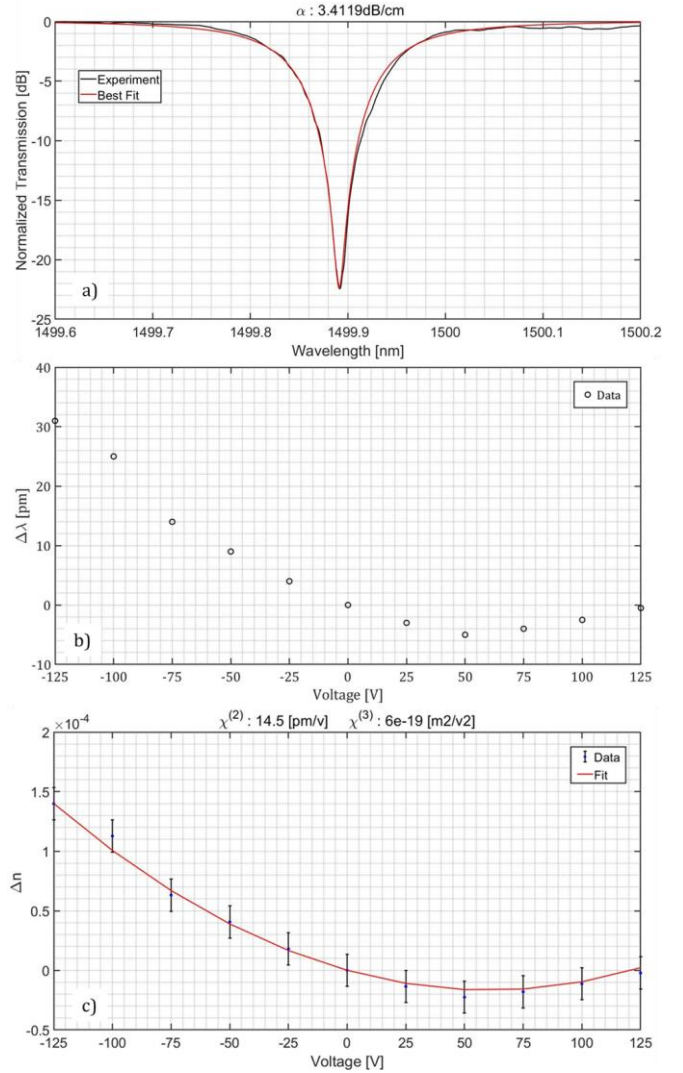 α : 3.4119dB/cm
0
-5
-10
-15
-20
-25
Normalized Transmission [dB]
Experiment
Best Fit
a)
1499.6 1499.7 1499.8 1499.9 1500 1500.1 1500.2
Wavelength [nm]
40
30
20
10
0
-10
Δλ [pm]
Data
b)
-125 -100 -75 -50 -25 0 25 50 75 100 125
Voltage [V]
×10⁻⁴ χ⁽²⁾ : 14.5 [pm/v] χ⁽³⁾ : 6e-19 [m2/v2]
2
1.5
1
0.5
0
-0.5
Δn
Data
Fit
c)
-125 -100 -75 -50 -25 0 25 50 75 100 125
Voltage [V]